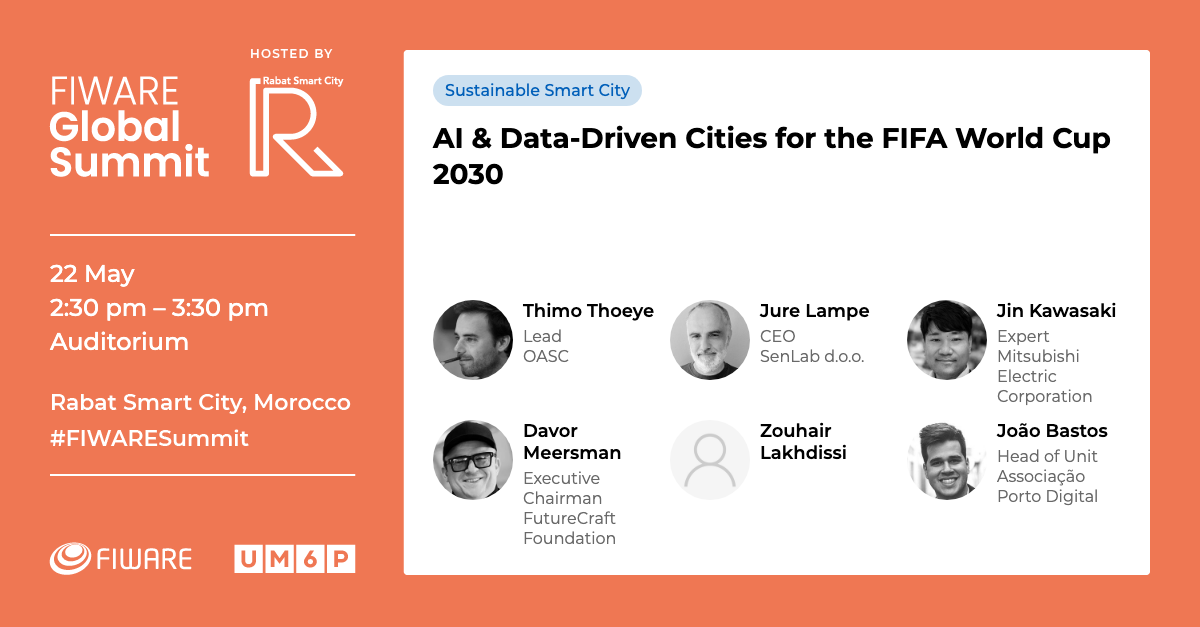 HOSTED BY
FIWARE
Global
Summit
Rabat Smart City
R
22 May
2:30 pm – 3:30 pm
Auditorium
Rabat Smart City, Morocco
#FIWARESummit
FIWARE
UM6P
Sustainable Smart City
AI & Data-Driven Cities for the FIFA World Cup
2030
Thimo Thoeye
Lead
OASC
Jure Lampe
CEO
SenLab d.o.o.
Jin Kawasaki
Expert
Mitsubishi
Electric
Corporation
Davor
Meersman
Executive
Chairman
FutureCraft
Foundation
Zouhair
Lakhdissi
João Bastos
Head of Unit
Associação
Porto Digital